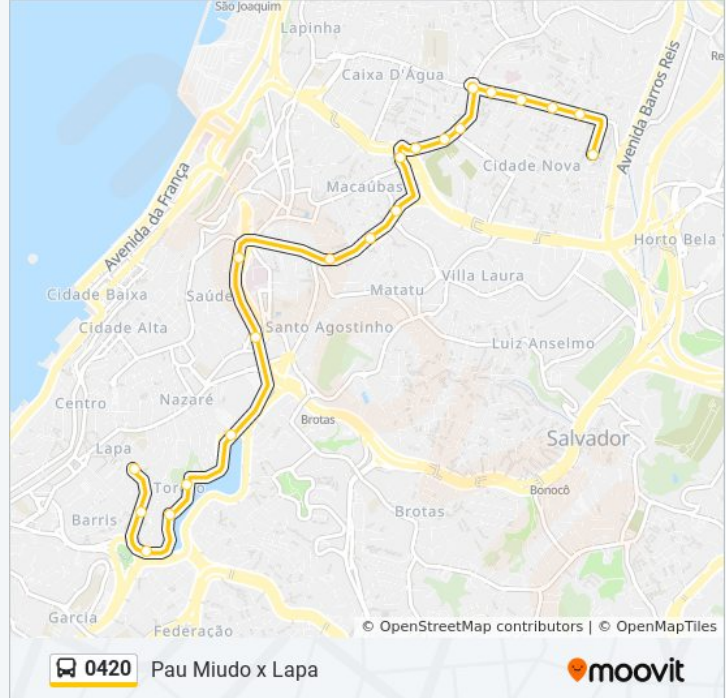 São Joaquim
Lapinha
Caixa D'Água
Avenida Barros Reis
Re
Avenida da França
Cidade Nova
Macaúbas
Horto Bela V
Villa Laura
Cidade Baixa
Saúde
Matatu
Cidade Alta
Santo Agostinho
Luiz Anselmo
Centro
Nazaré
Brotas
Lapa
Salvador
Bonocô
Barris
Brotas
Garcia
Federação
© OpenStreetMap contributors | © OpenMapTiles
0420 Pau Miudo x Lapa
moovit